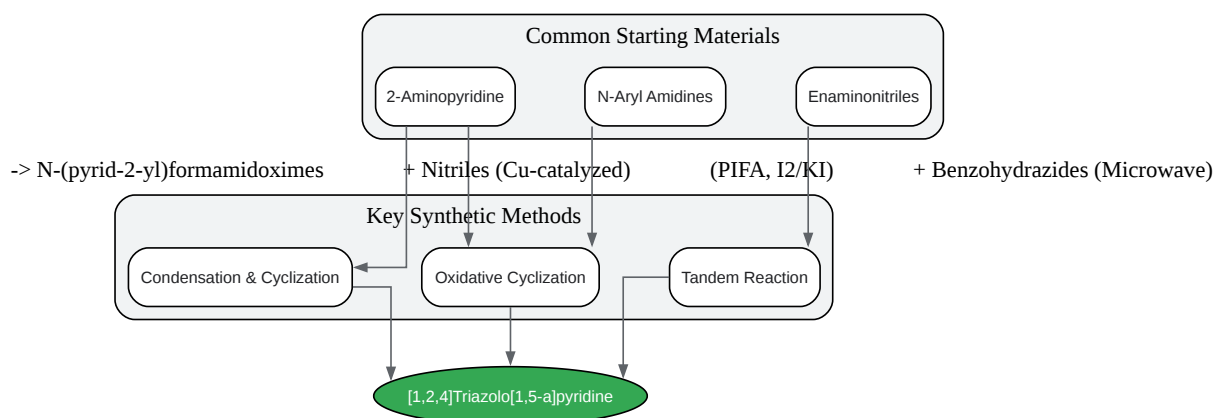 Common Starting Materials
2-Aminopyridine
N-Aryl Amidines
Enaminonitriles
-> N-(pyrid-2-yl)formamidoximes
+ Nitriles (Cu-catalyzed)
(PIFA, I2/KI)
+ Benzohydrazides (Microwave)
Key Synthetic Methods
Condensation & Cyclization
Oxidative Cyclization
Tandem Reaction
[1,2,4]Triazolo[1,5-a]pyridine